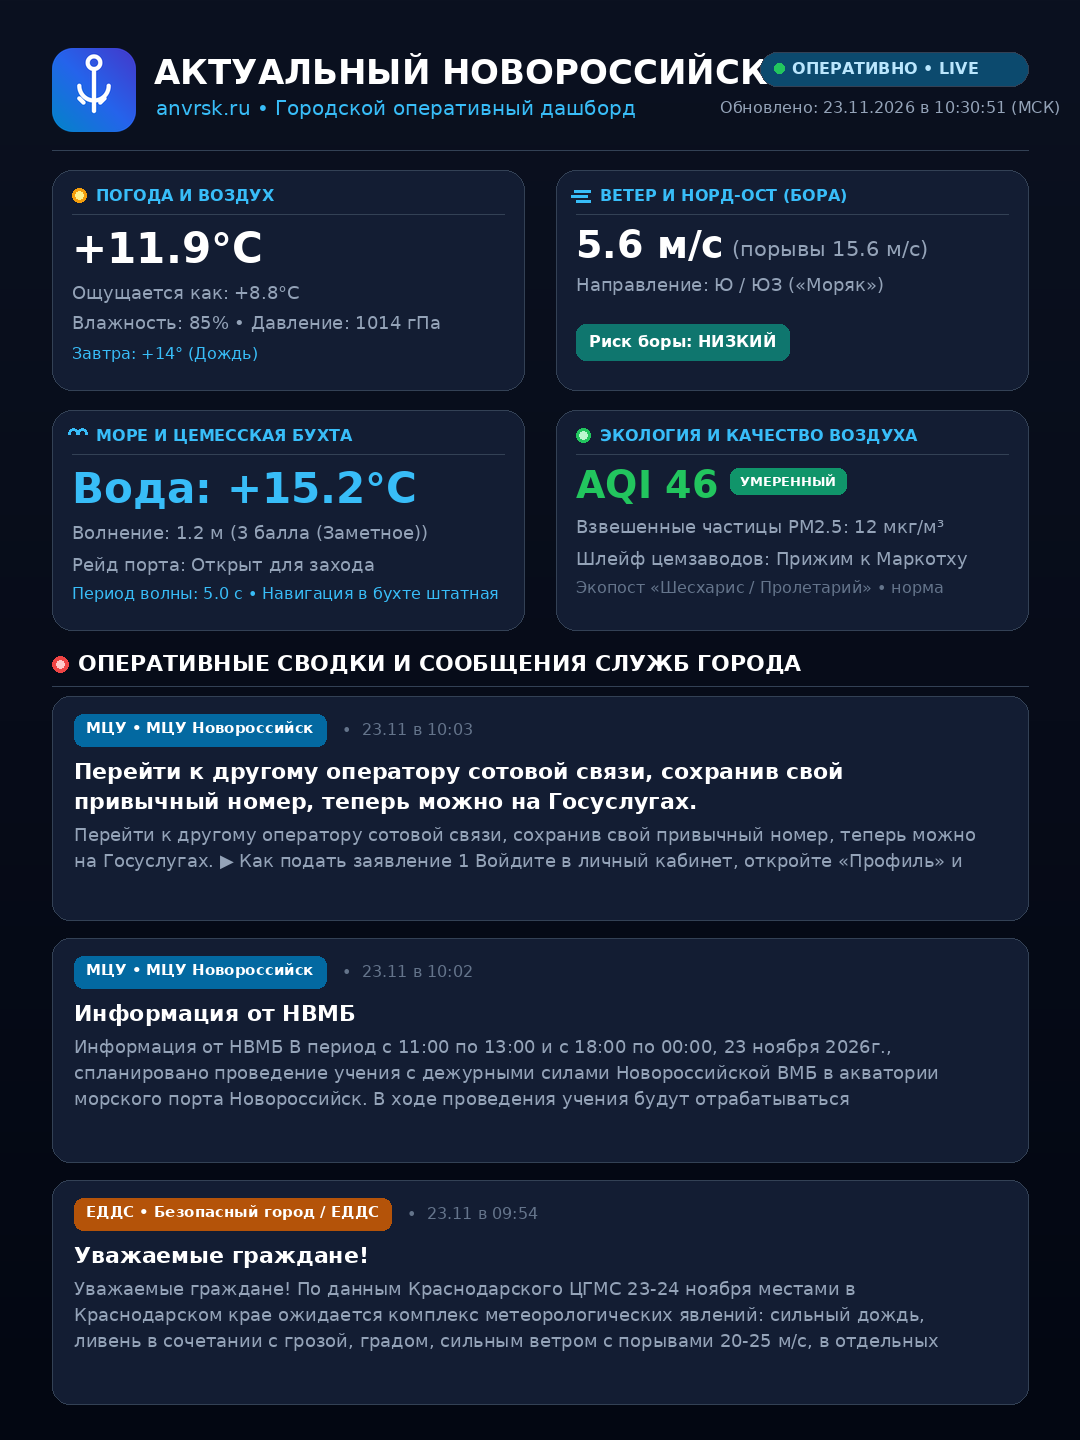 АКТУАЛЬНЫЙ НОВОРОССИЙСК
ОПЕРАТИВНО • LIVE
anvrsk.ru • Городской оперативный дашборд
Обновлено: 23.11.2026 в 10:30:51 (МСК)
ПОГОДА И ВОЗДУХ
+11.9°C
Ощущается как: +8.8°C
Влажность: 85% • Давление: 1014 гПа
Завтра: +14° (Дождь)
ВЕТЕР И НОРД-ОСТ (БОРА)
5.6 м/с (порывы 15.6 м/с)
Направление: Ю / ЮЗ («Моряк»)
Риск боры: НИЗКИЙ
МОРЕ И ЦЕМЕССКАЯ БУХТА
Вода: +15.2°C
Волнение: 1.2 м (3 балла (Заметное))
Рейд порта: Открыт для захода
Период волны: 5.0 с • Навигация в бухте штатная
ЭКОЛОГИЯ И КАЧЕСТВО ВОЗДУХА
AQI 46 УМЕРЕННЫЙ
Взвешенные частицы PM2.5: 12 мкг/м³
Шлейф цемзаводов: Прижим к Маркотху
Экопост «Шесхарис / Пролетарий» • норма
ОПЕРАТИВНЫЕ СВОДКИ И СООБЩЕНИЯ СЛУЖБ ГОРОДА
МЦУ • МЦУ Новороссийск • 23.11 в 10:03
Перейти к другому оператору сотовой связи, сохранив свой
привычный номер, теперь можно на Госуслугах.
Перейти к другому оператору сотовой связи, сохранив свой привычный номер, теперь можно
на Госуслугах. ▶ Как подать заявление 1 Войдите в личный кабинет, откройте «Профиль» и
МЦУ • МЦУ Новороссийск • 23.11 в 10:02
Информация от НВМБ
Информация от НВМБ В период с 11:00 по 13:00 и с 18:00 по 00:00, 23 ноября 2026г.,
спланировано проведение учения с дежурными силами Новороссийской ВМБ в акватории
морского порта Новороссийск. В ходе проведения учения будут отрабатываться
ЕДДС • Безопасный город / ЕДДС • 23.11 в 09:54
Уважаемые граждане!
Уважаемые граждане! По данным Краснодарского ЦГМС 23-24 ноября местами в
Краснодарском крае ожидается комплекс метеорологических явлений: сильный дождь,
ливень в сочетании с грозой, градом, сильным ветром с порывами 20-25 м/с, в отдельных